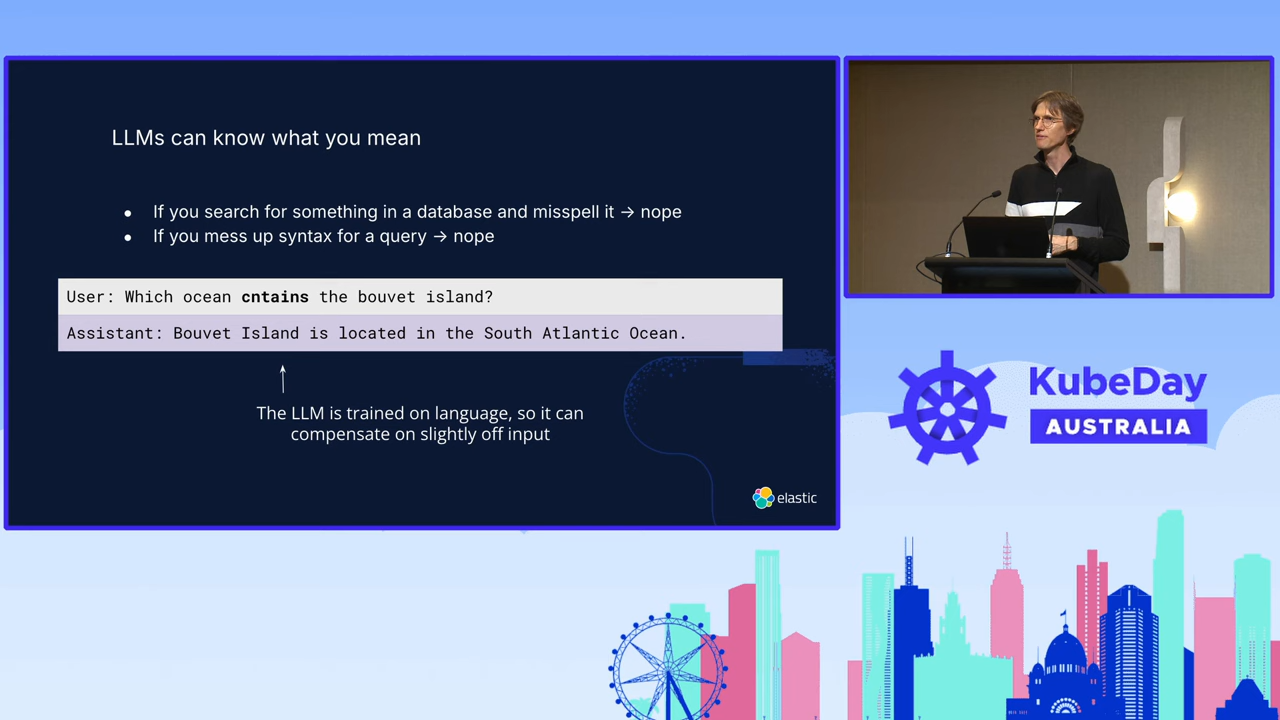 LLMs can know what you mean
● If you search for something in a database and misspell it → nope
● If you mess up syntax for a query → nope
User: Which ocean cntains the bouvet island?
Assistant: Bouvet Island is located in the South Atlantic Ocean.
The LLM is trained on language, so it can
compensate on slightly off input
elastic
KubeDay
AUSTRALIA